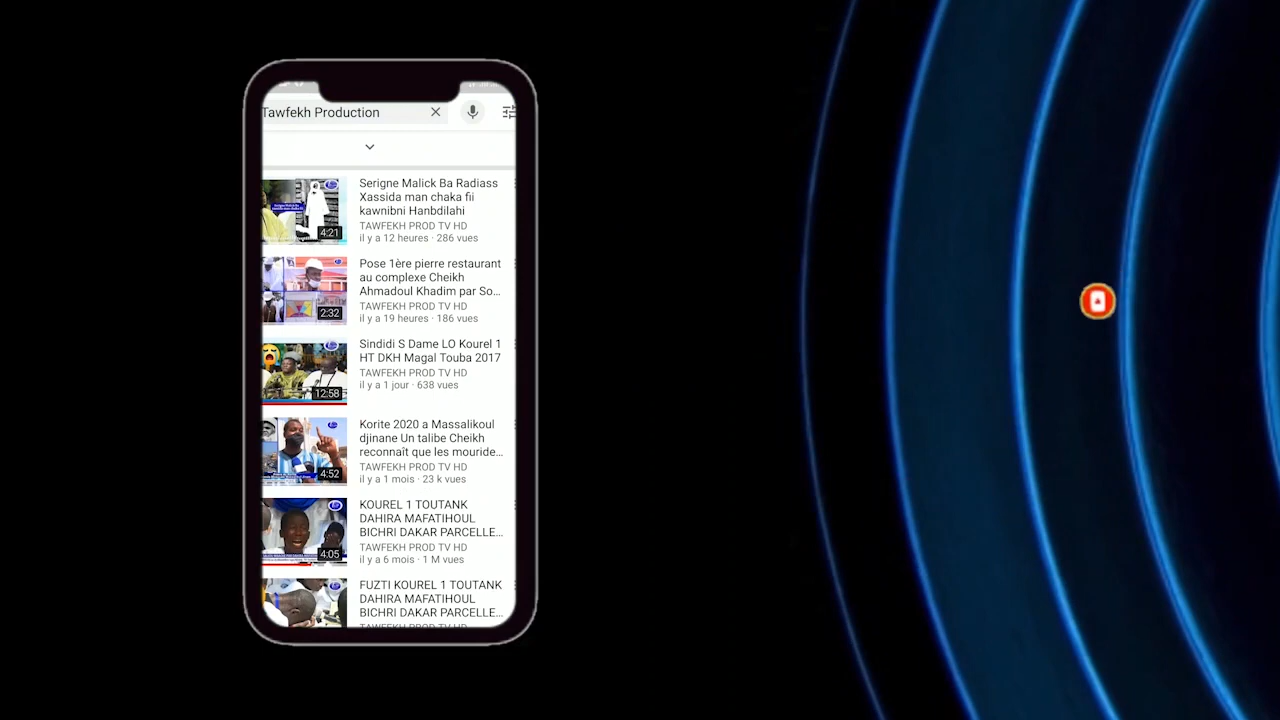 Tawfekh Production
Serigne Malick Ba Radiass
Xassida man chaka fii
kawnibni Hanbdilahi
TAWFEKH PROD TV HD
il y a 12 heures · 286 vues
4:21
Pose 1ère pierre restaurant
au complexe Cheikh
Ahmadoul Khadim par So...
TAWFEKH PROD TV HD
il y a 19 heures · 186 vues
2:32
Sindidi S Dame LO Kourel 1
HT DKH Magal Touba 2017
TAWFEKH PROD TV HD
il y a 1 jour · 638 vues
12:58
Korite 2020 a Massalikoul
djinane Un talibe Cheikh
reconnaît que les mouride...
TAWFEKH PROD TV HD
il y a 1 mois · 23 k vues
4:52
KOUREL 1 TOUTANK
DAHIRA MAFATIHOUL
BICHRI DAKAR PARCELLE...
TAWFEKH PROD TV HD
il y a 6 mois · 1 M vues
4:05
FUZTI KOUREL 1 TOUTANK
DAHIRA MAFATIHOUL
BICHRI DAKAR PARCELLE...
TAWFEKH PROD TV HD